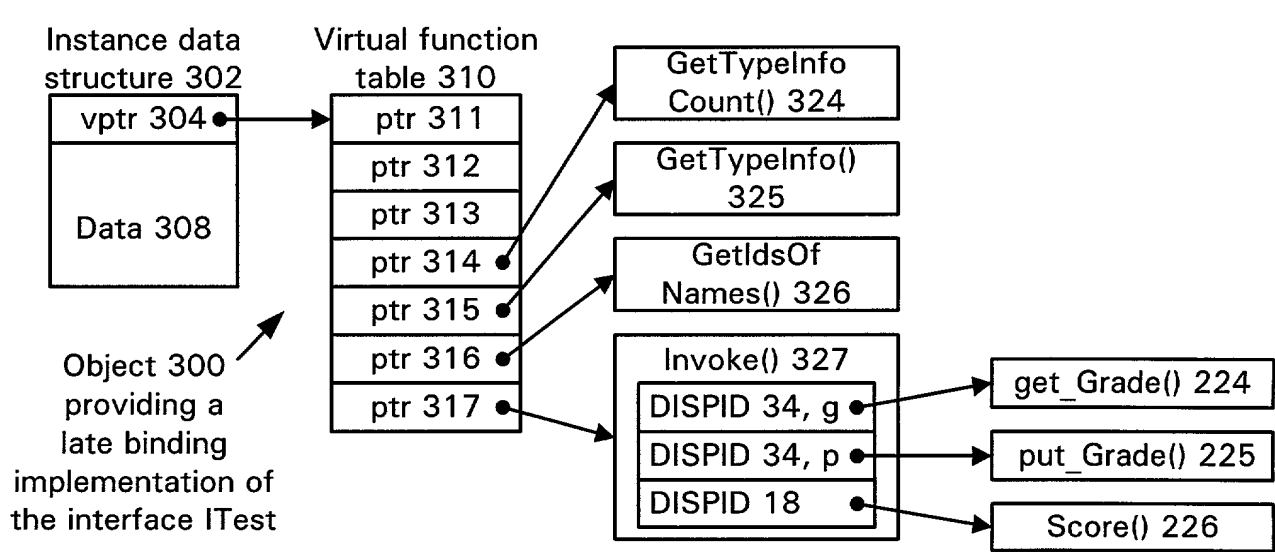 Instance data
structure 302
vptr 304
Data 308
Object 300
providing a
late binding
implementation of
the interface ITest
Virtual function
table 310
ptr 311
ptr 312
ptr 313
ptr 314
ptr 315
ptr 316
ptr 317
GetTypeInfo
Count() 324
GetTypeInfo()
325
GetIdsOf
Names() 326
Invoke() 327
DISPID 34, g
DISPID 34, p
DISPID 18
get_Grade() 224
put_Grade() 225
Score() 226